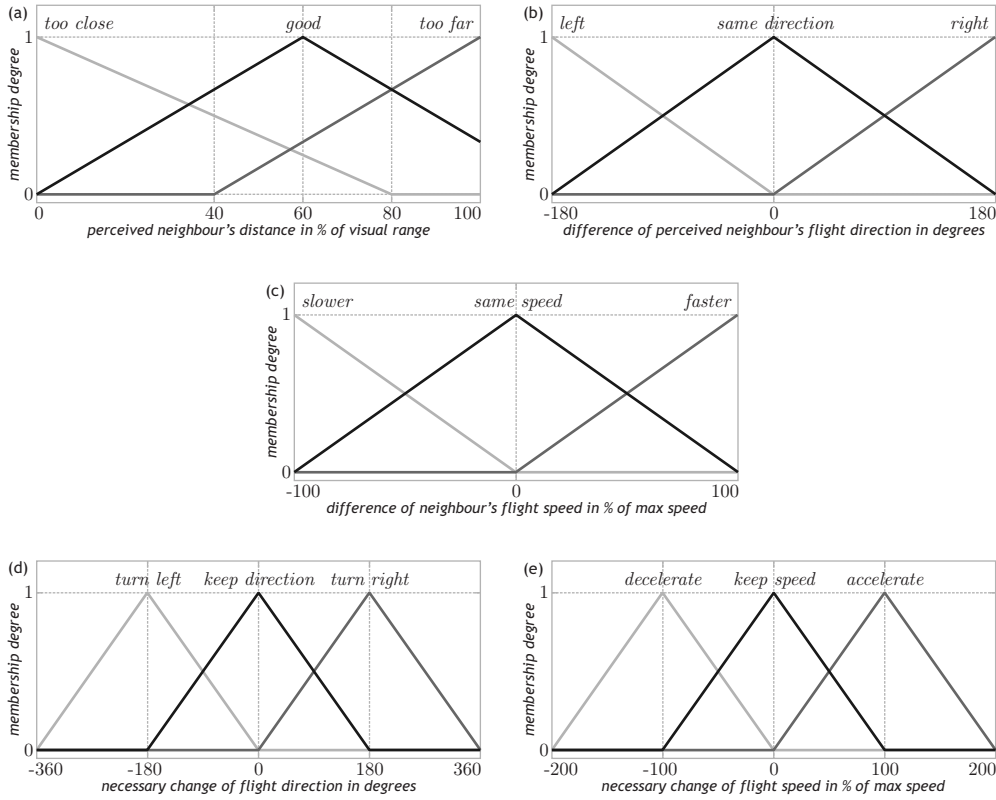 (a)
too close good too far
1
membership degree
0
0 40 60 80 100
perceived neighbour's distance in % of visual range
(b)
left same direction right
1
membership degree
0
-180 0 180
difference of perceived neighbour's flight direction in degrees
(c)
slower same speed faster
1
membership degree
0
-100 0 100
difference of neighbour's flight speed in % of max speed
(d)
turn left keep direction turn right
1
membership degree
0
-360 -180 0 180 360
necessary change of flight direction in degrees
(e)
decelerate keep speed accelerate
1
membership degree
0
-200 -100 0 100 200
necessary change of flight speed in % of max speed